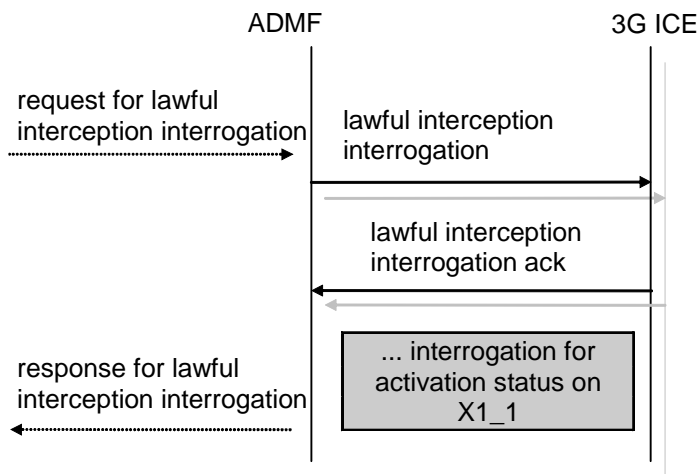 ADMF
3G ICE
request for lawful
interception interrogation
lawful interception
interrogation
lawful interception
interrogation ack
... interrogation for
activation status on
X1_1
response for lawful
interception interrogation